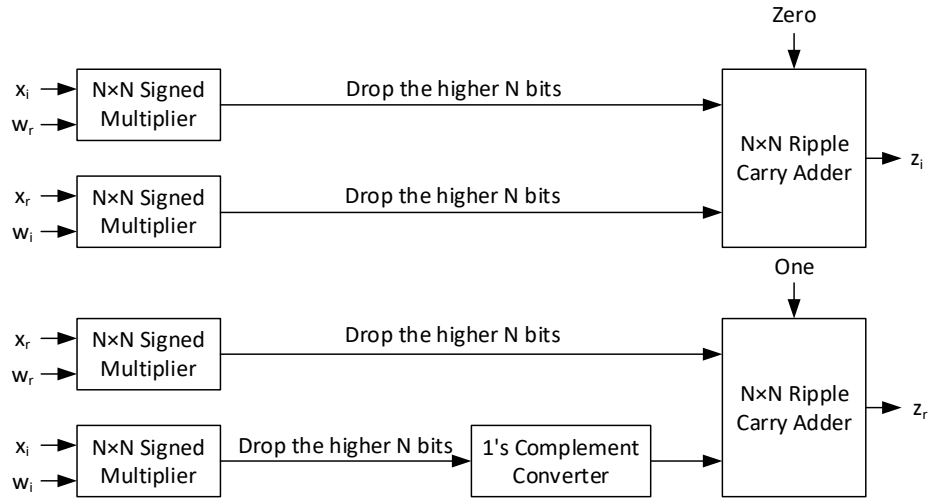 Zero
xᵢ
wᵣ
N×N Signed
Multiplier
Drop the higher N bits
xᵣ
wᵢ
N×N Signed
Multiplier
Drop the higher N bits
N×N Ripple
Carry Adder
zᵢ
One
xᵣ
wᵣ
N×N Signed
Multiplier
Drop the higher N bits
xᵢ
wᵢ
N×N Signed
Multiplier
Drop the higher N bits
1's Complement
Converter
N×N Ripple
Carry Adder
zᵣ